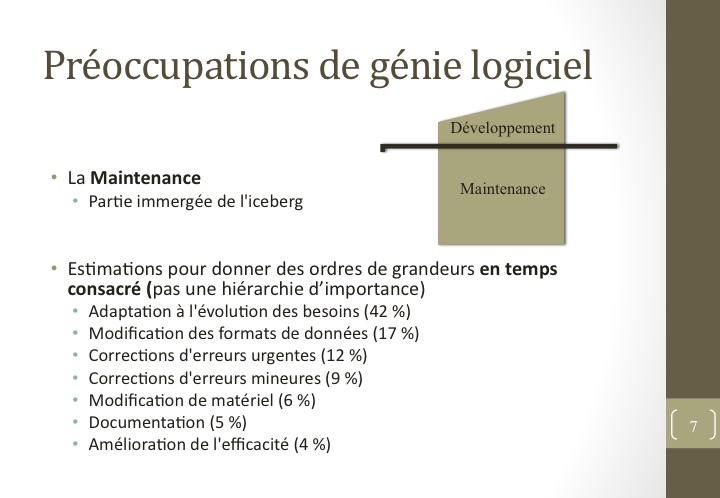 Préoccupations de génie logiciel
Développement
Maintenance
• La Maintenance
• Partie immergée de l'iceberg
• Estimations pour donner des ordres de grandeurs en temps
consacré (pas une hiérarchie d’importance)
• Adaptation à l'évolution des besoins (42 %)
• Modification des formats de données (17 %)
• Corrections d'erreurs urgentes (12 %)
• Corrections d'erreurs mineures (9 %)
• Modification de matériel (6 %)
• Documentation (5 %)
• Amélioration de l'efficacité (4 %)
7